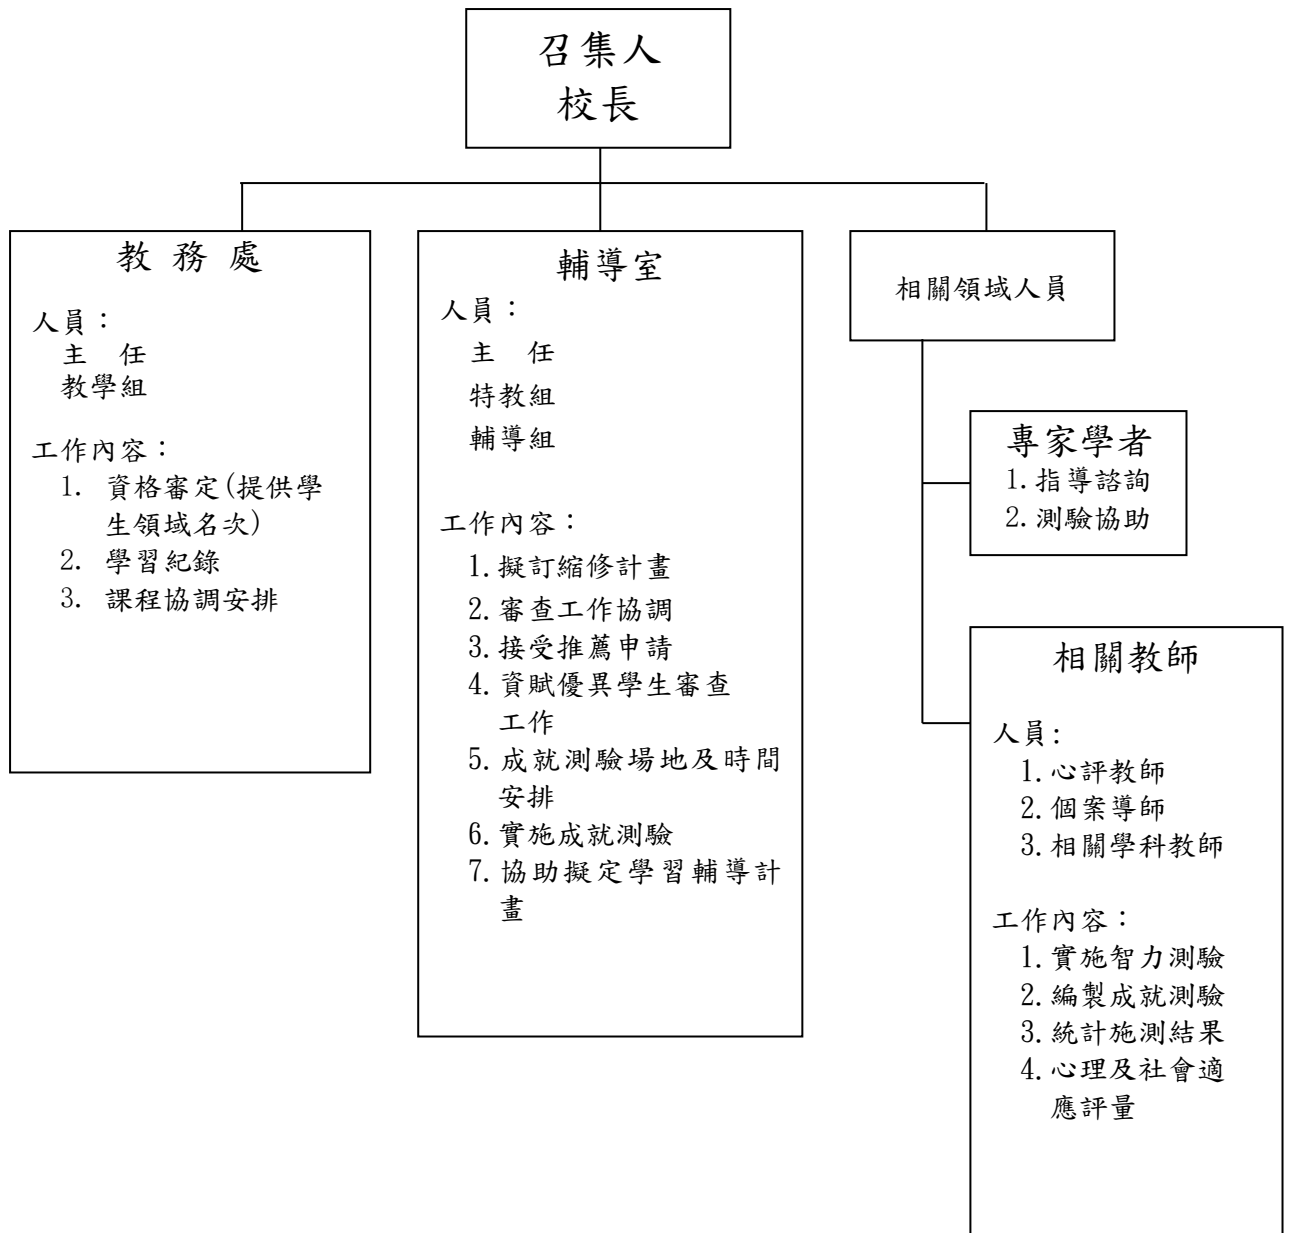 召集人
校長
教 務 處
人員：
主　任
教學組
工作內容：
1. 資格審定(提供學
生領域名次)
2. 學習紀錄
3. 課程協調安排
輔導室
人員：
主　任
特教組
輔導組
工作內容：
1.擬訂縮修計畫
2.審查工作協調
3.接受推薦申請
4.資賦優異學生審查
工作
5.成就測驗場地及時間
安排
6.實施成就測驗
7.協助擬定學習輔導計
畫
相關領域人員
專家學者
1.指導諮詢
2.測驗協助
相關教師
人員:
1.心評教師
2.個案導師
3.相關學科教師
工作內容：
1.實施智力測驗
2.編製成就測驗
3.統計施測結果
4.心理及社會適
應評量